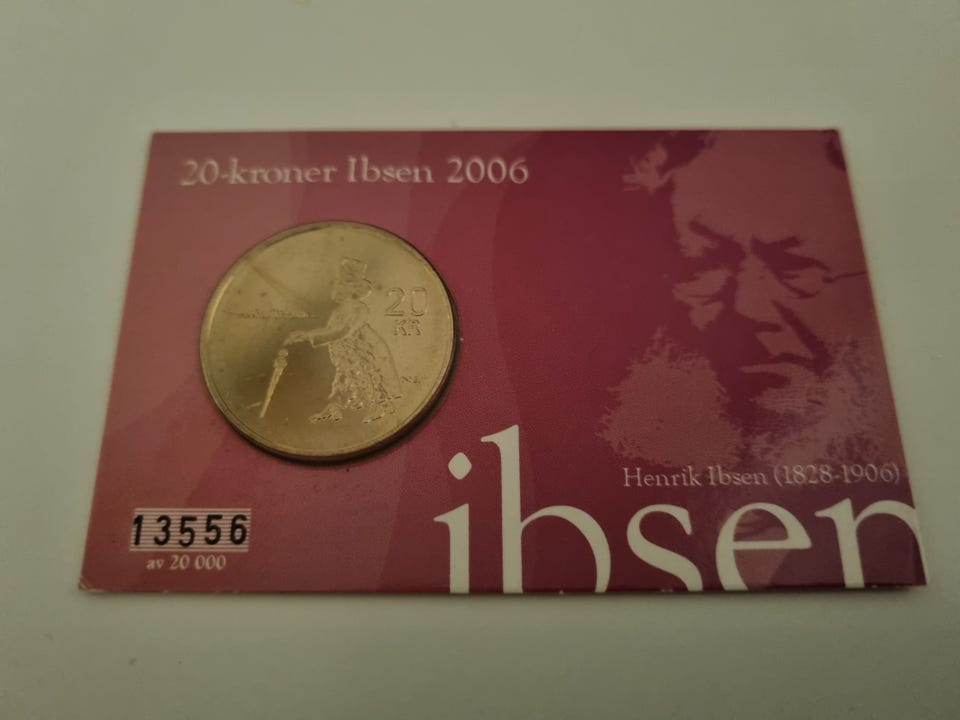 20-kroner Ibsen 2006
20
KR
Henrik Ibsen (1828-1906)
ibsen
13556
av 20 000